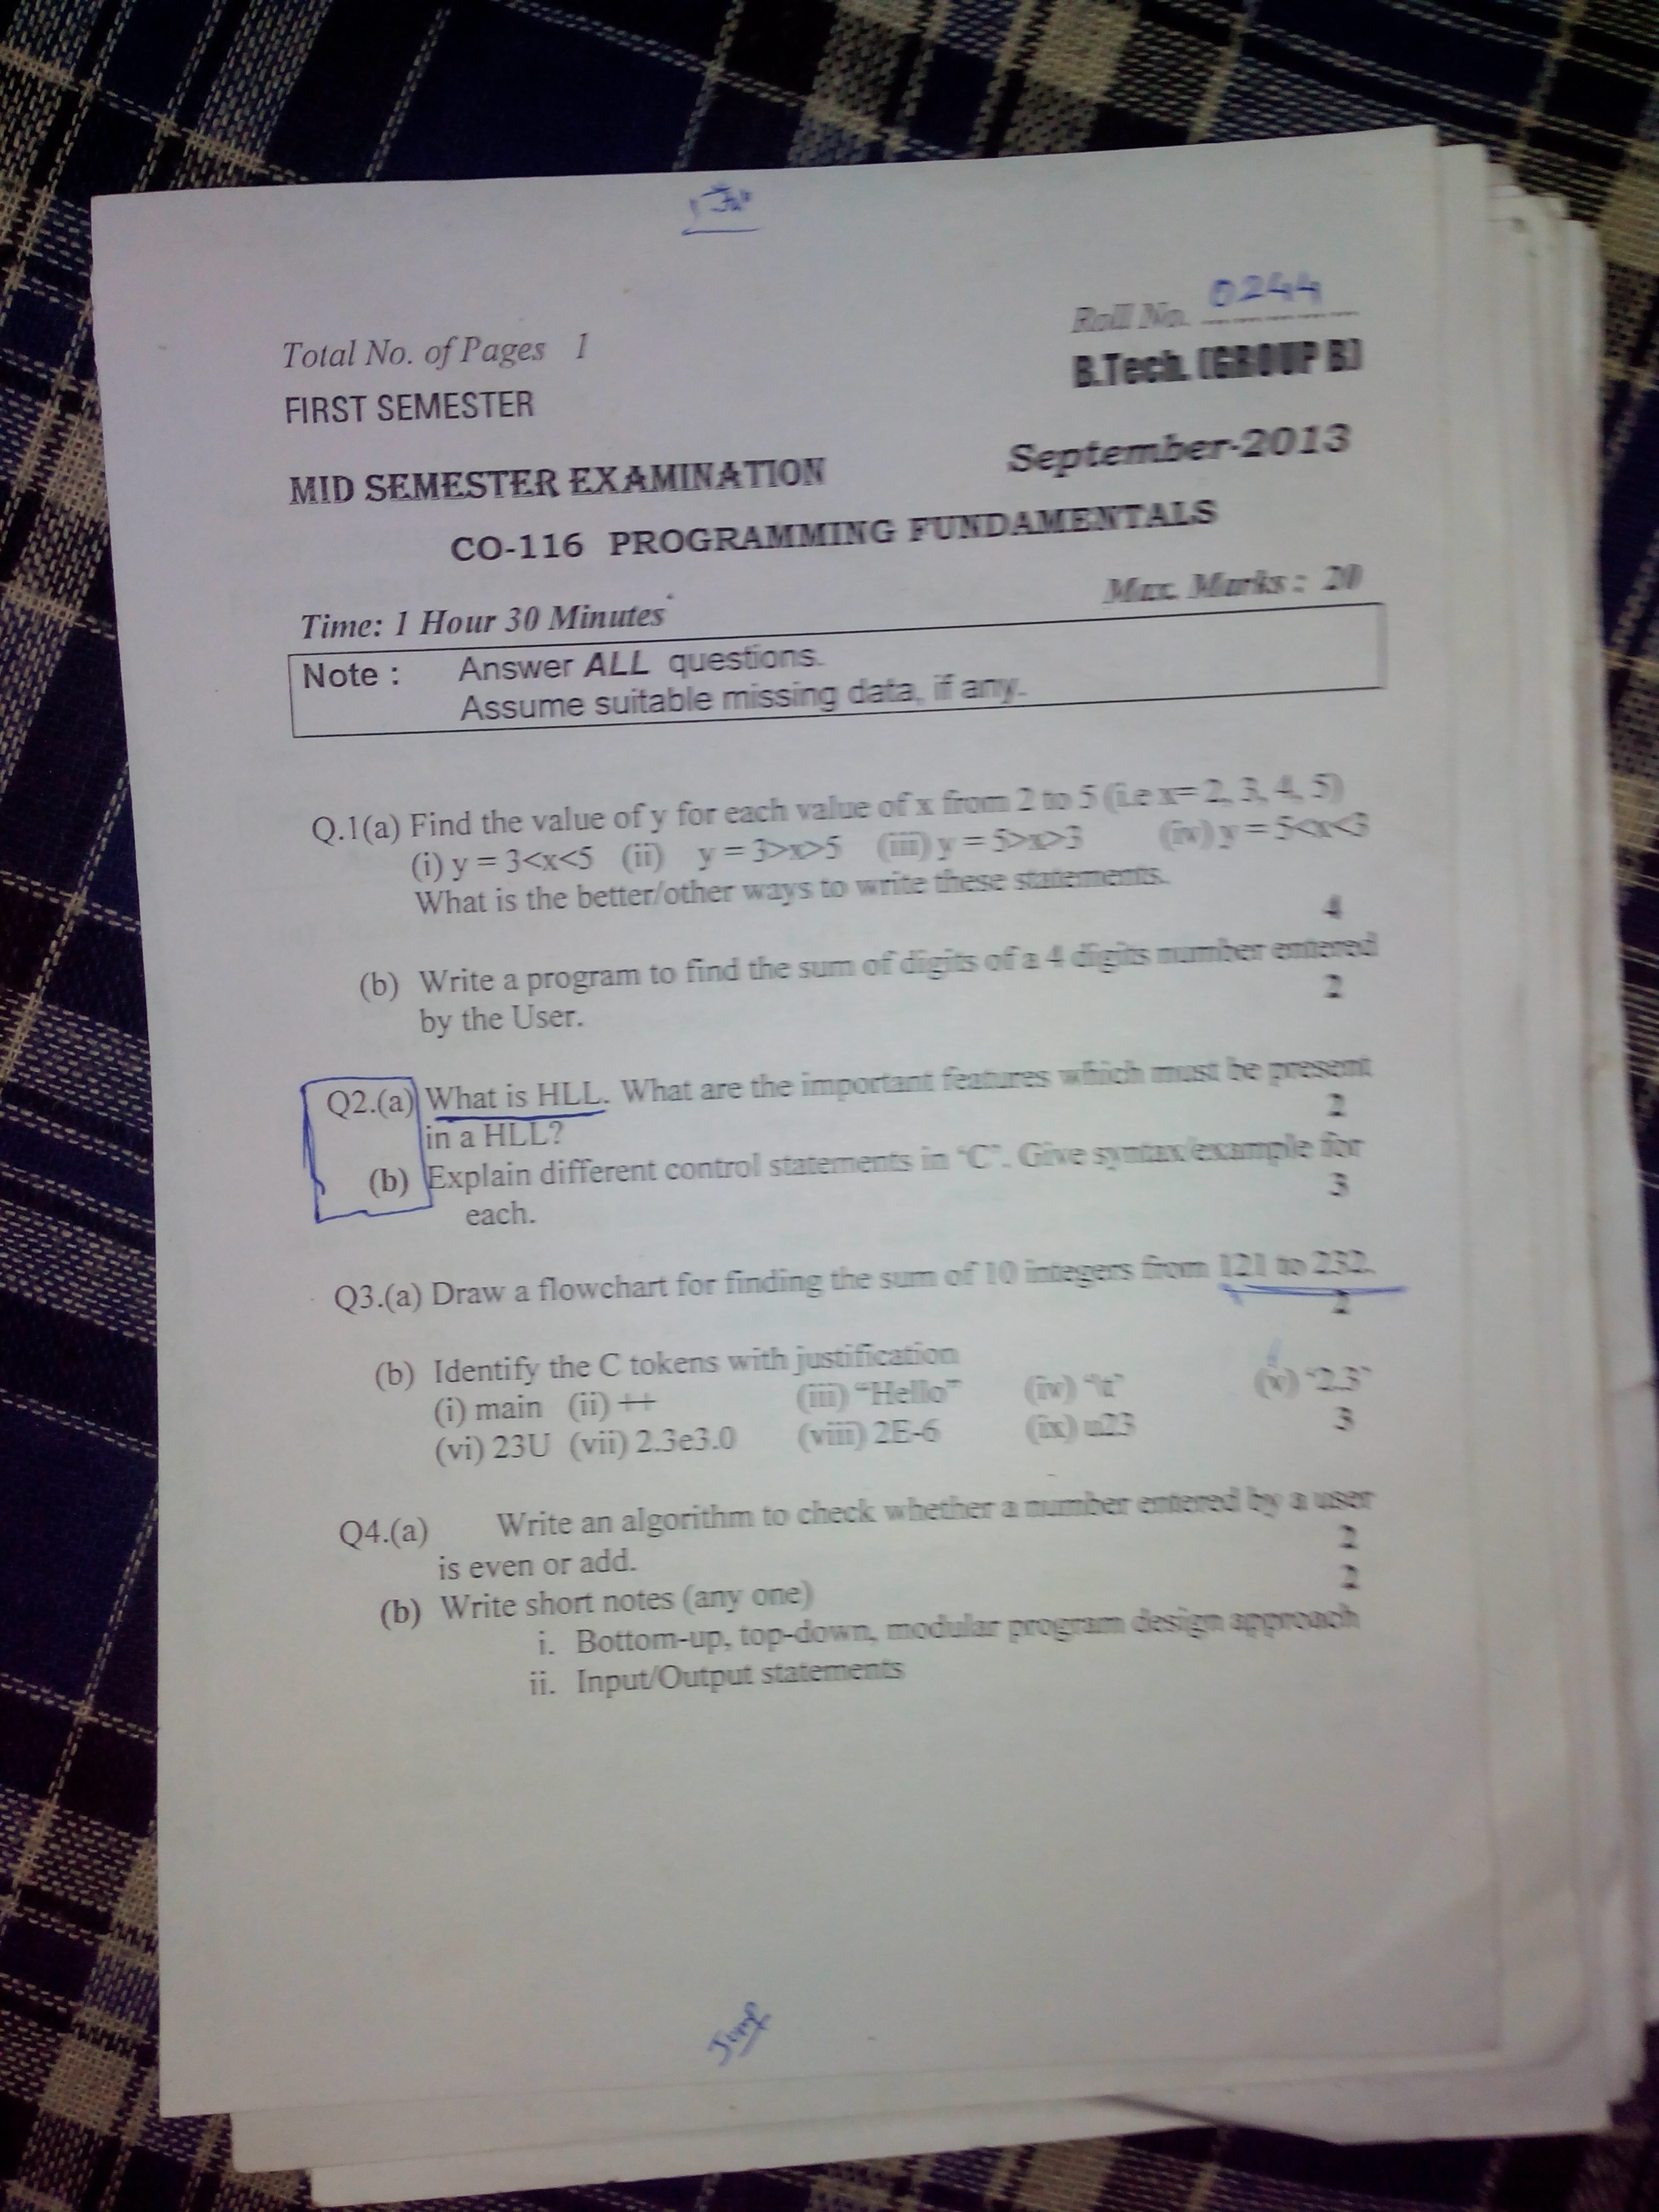 Roll No. 0244
Total No. of Pages 1
B.Tech. (GROUP B)
FIRST SEMESTER
MID SEMESTER EXAMINATION September-2013
CO-116 PROGRAMMING FUNDAMENTALS
Time: 1 Hour 30 Minutes Max. Marks : 20
Note : Answer ALL questions.
Assume suitable missing data, if any.
Q.1(a) Find the value of y for each value of x from 2 to 5 (i.e x= 2, 3, 4, 5)
(i) y = 3<x<5 (ii) y = 3>x>5 (iii) y = 5>x>3 (iv) y = 5<x<3
What is the better/other ways to write these statements.
4
(b) Write a program to find the sum of digits of a 4 digits number entered
by the User. 2
Q2.(a) What is HLL. What are the important features which must be present
in a HLL? 2
(b) Explain different control statements in "C". Give syntax/example for
each. 3
Q3.(a) Draw a flowchart for finding the sum of 10 integers from 121 to 232.
2
(b) Identify the C tokens with justification
(i) main (ii) ++ (iii) "Hello" (iv) (v)
(vi) 23U (vii) 2.3e3.0 (viii) 2E-6 (ix) u23 3
Q4.(a) Write an algorithm to check whether a number entered by a user
is even or add. 2
(b) Write short notes (any one) 2
i. Bottom-up, top-down, modular program design approach
ii. Input/Output statements